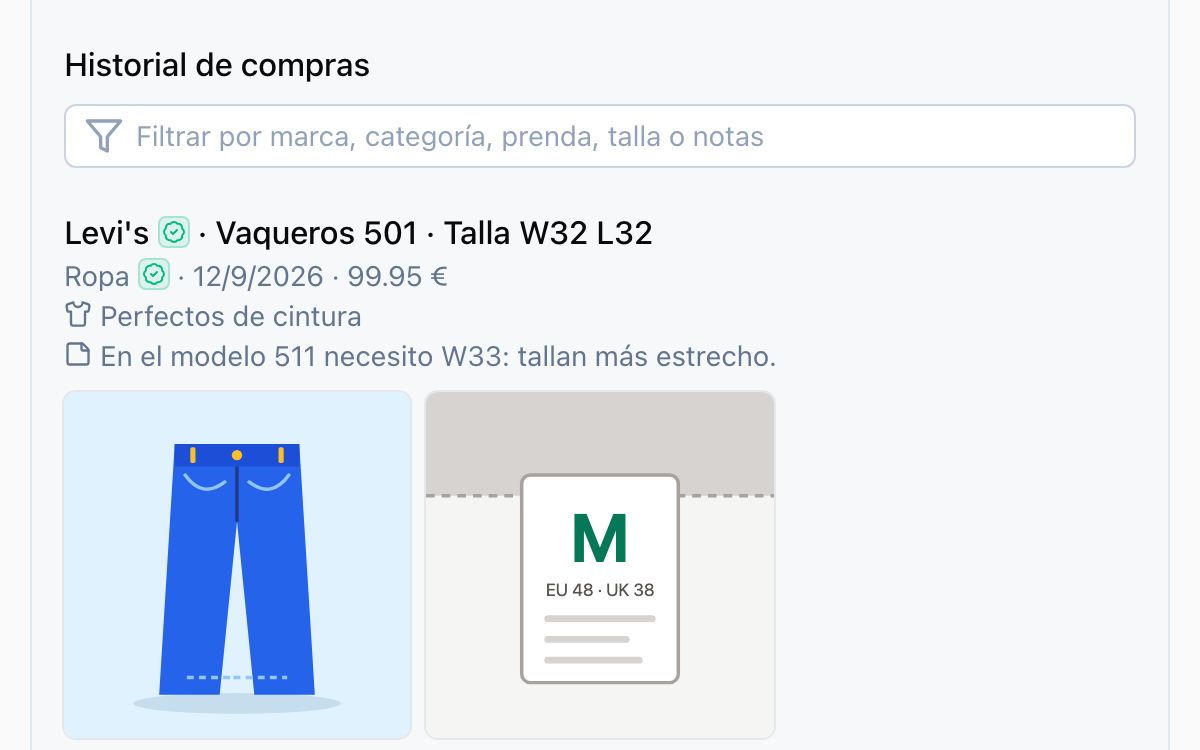 Historial de compras
Filtrar por marca, categoría, prenda, talla o notas
Levi's · Vaqueros 501 · Talla W32 L32
Ropa · 12/9/2026 · 99.95 €
Perfectos de cintura
En el modelo 511 necesito W33: tallan más estrecho.
M
EU 48 · UK 38